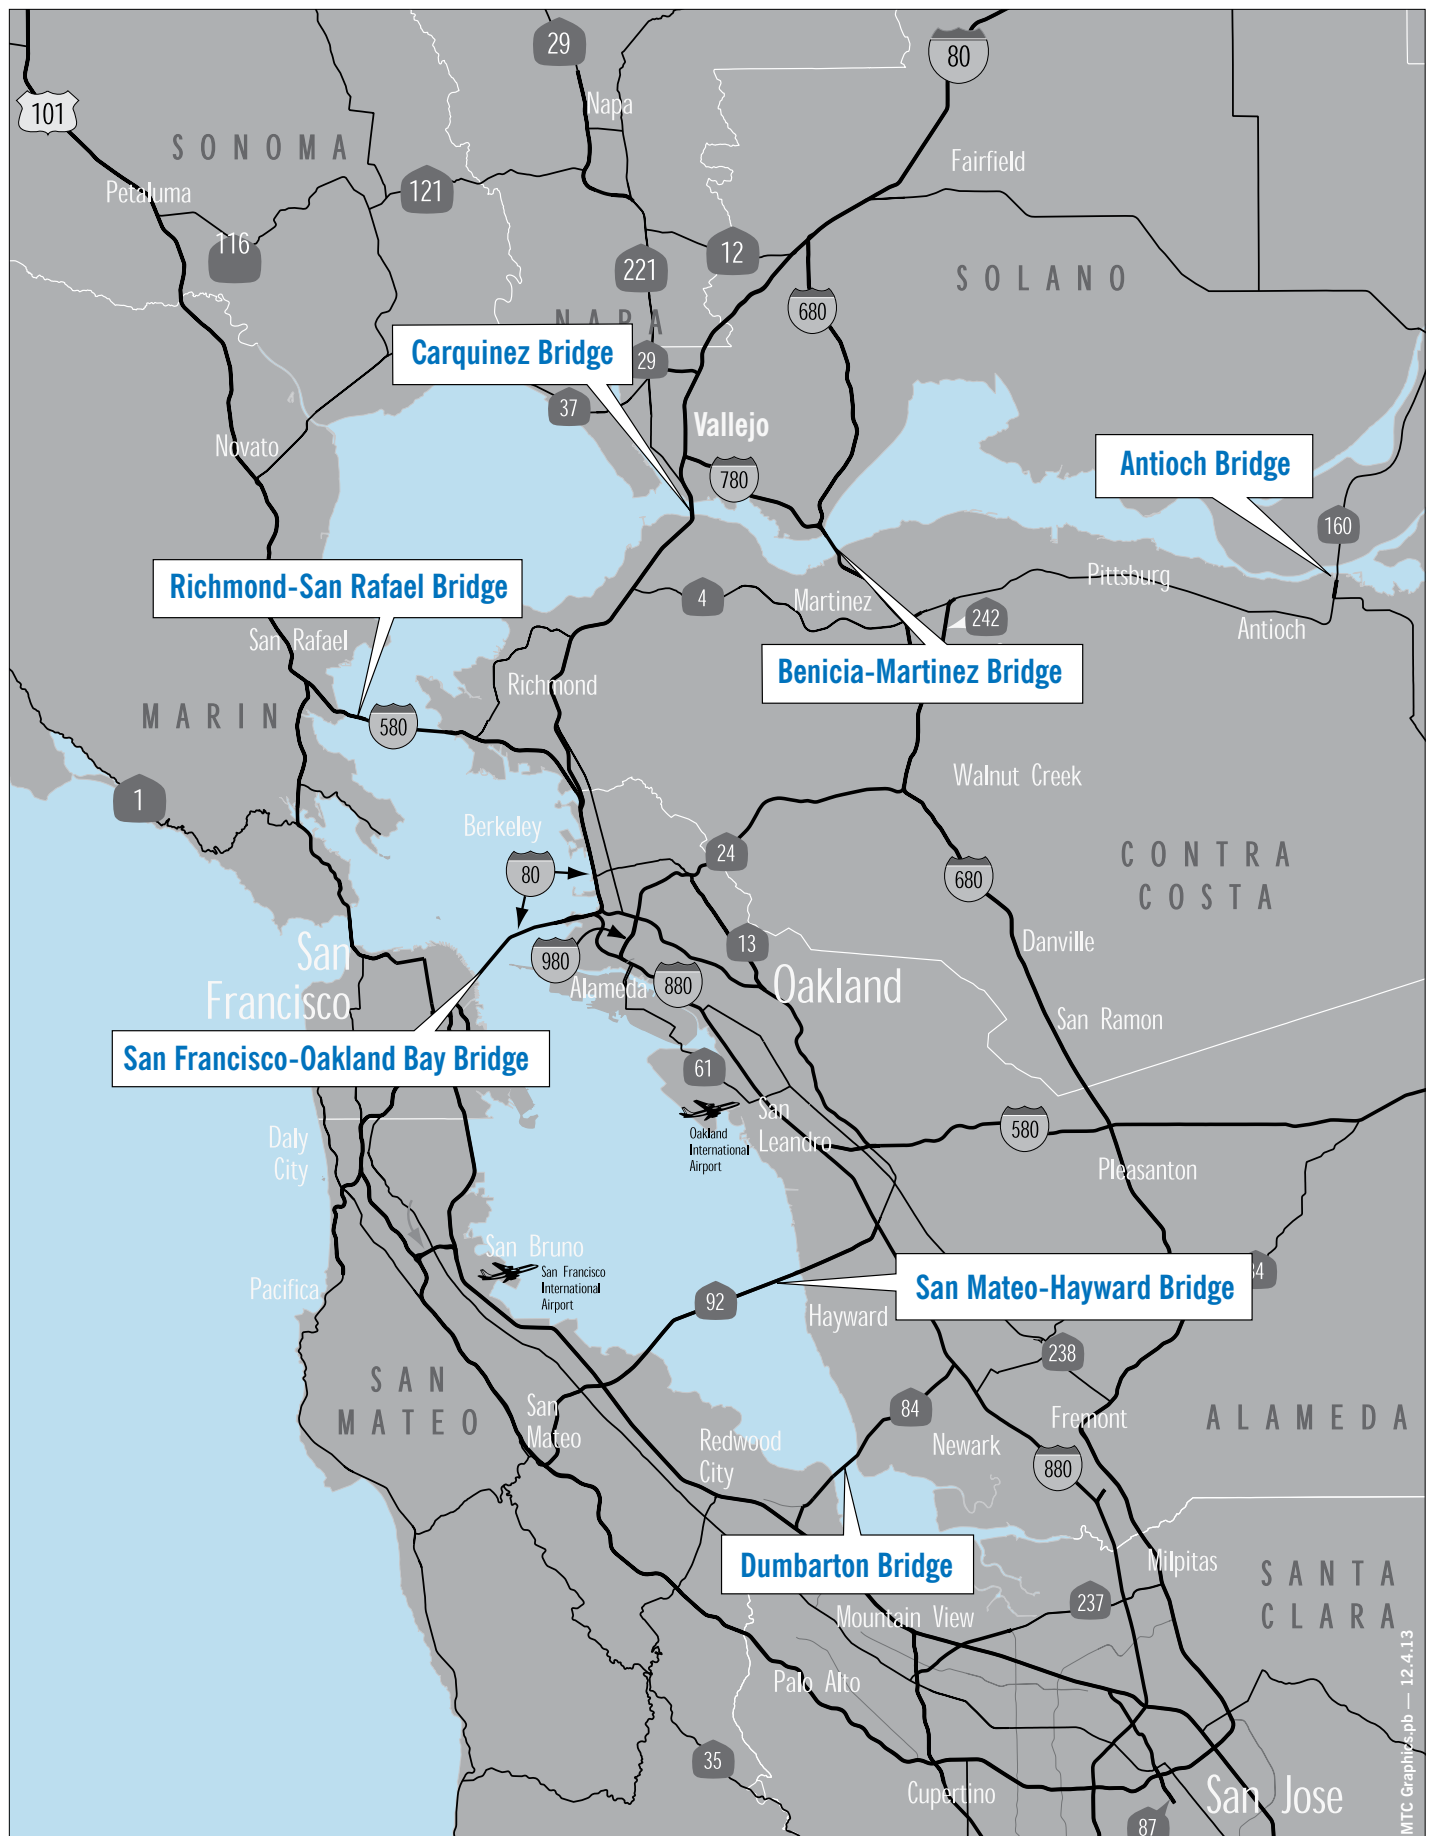 29
80
101
Napa
SONOMA
Fairfield
Petaluma
121
116
12
221
SOLANO
680
NAPA
Carquinez Bridge
29
37
Vallejo
Antioch Bridge
780
160
Richmond-San Rafael Bridge
Pittsburg
4
Martinez
242
Antioch
San Rafael
Benicia-Martinez Bridge
Richmond
MARIN
580
Walnut Creek
1
Berkeley
24
CONTRA
COSTA
80
680
13
Danville
San
Francisco
980
Alameda
880
Oakland
San Ramon
San Francisco-Oakland Bay Bridge
61
San
Leandro
580
Oakland
International
Airport
Daly
City
Pleasanton
San Bruno
San Francisco
International
Airport
Pacifica
San Mateo-Hayward Bridge
84
92
Hayward
238
SAN
MATEO
San
Mateo
84
Fremont
ALAMEDA
Redwood
City
Newark
880
Dumbarton Bridge
Milpitas
SANTA
CLARA
237
Mountain View
Palo Alto
35
Cupertino
San Jose
87
MTC Graphics.pb — 12.4.13